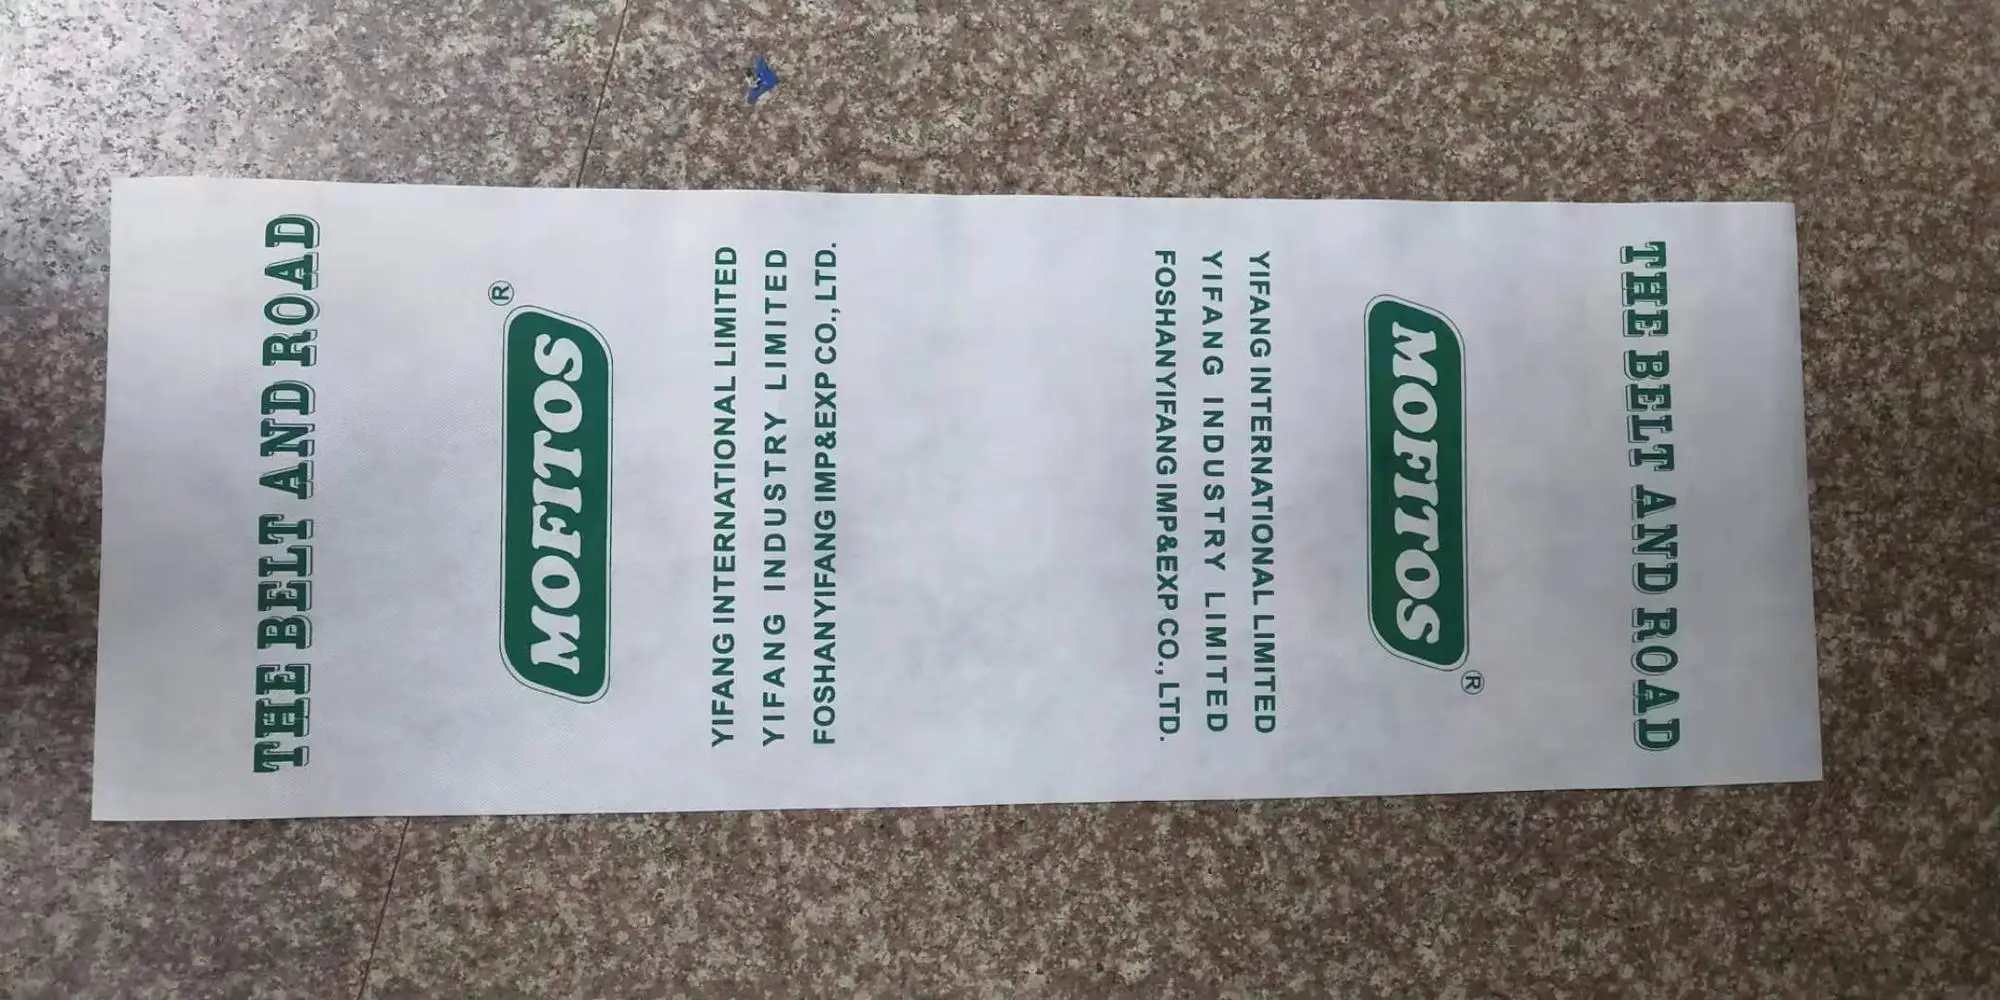 THE BELT AND ROAD
MOFITOS®
YIFANG INTERNATIONAL LIMITED
YIFANG INDUSTRY LIMITED
FOSHANYIFANG IMP&EXP CO., LTD.
THE BELT AND ROAD
MOFITOS®
YIFANG INTERNATIONAL LIMITED
YIFANG INDUSTRY LIMITED
FOSHANYIFANG IMP&EXP CO., LTD.